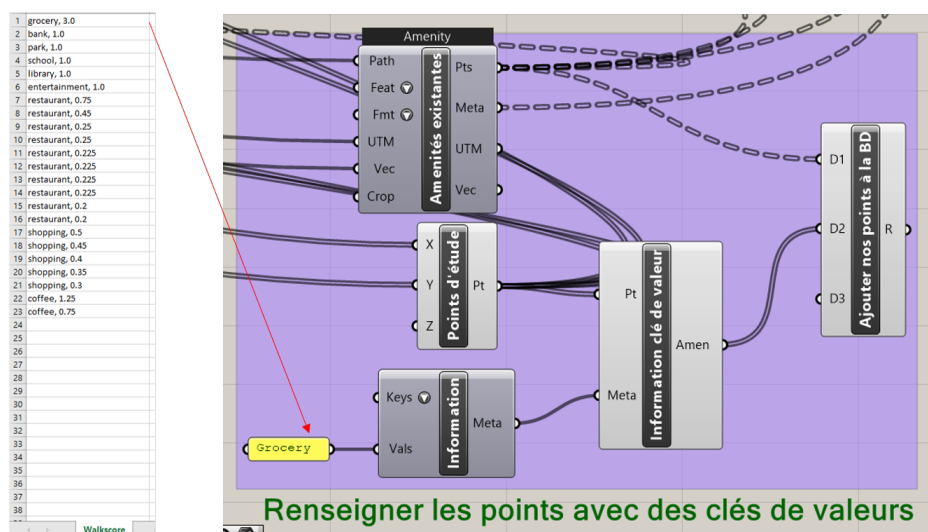 1 grocery, 3.0
2 bank, 1.0
3 park, 1.0
4 school, 1.0
5 library, 1.0
6 entertainment, 1.0
7 restaurant, 0.75
8 restaurant, 0.45
9 restaurant, 0.25
10 restaurant, 0.25
11 restaurant, 0.225
12 restaurant, 0.225
13 restaurant, 0.225
14 restaurant, 0.225
15 restaurant, 0.2
16 restaurant, 0.2
17 shopping, 0.5
18 shopping, 0.45
19 shopping, 0.4
20 shopping, 0.35
21 shopping, 0.3
22 coffee, 1.25
23 coffee, 0.75
24
25
26
27
28
29
30
31
32
33
34
35
36
37
38
Walkscore
Amenity
Path
Feat
Fmt
UTM
Vec
Crop
Amenités existantes
Pts
Meta
UTM
Vec
X
Y
Z
Points d'étude
Pt
Keys
Vals
Information
Meta
Grocery
Pt
Meta
Information clé de valeur
Amen
D1
D2
D3
Ajouter nos points à la BD
R
Renseigner les points avec des clés de valeurs